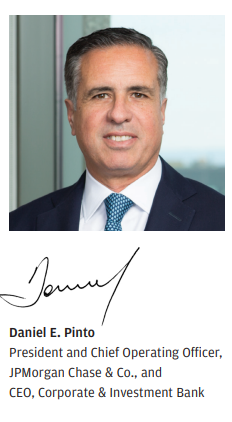 Daniel E. Pinto
President and Chief Operating Officer,
JPMorgan Chase & Co., and
CEO, Corporate & Investment Bank